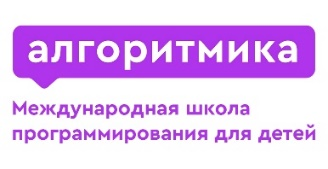 алгоритмика
Международная школа
программирования для детей